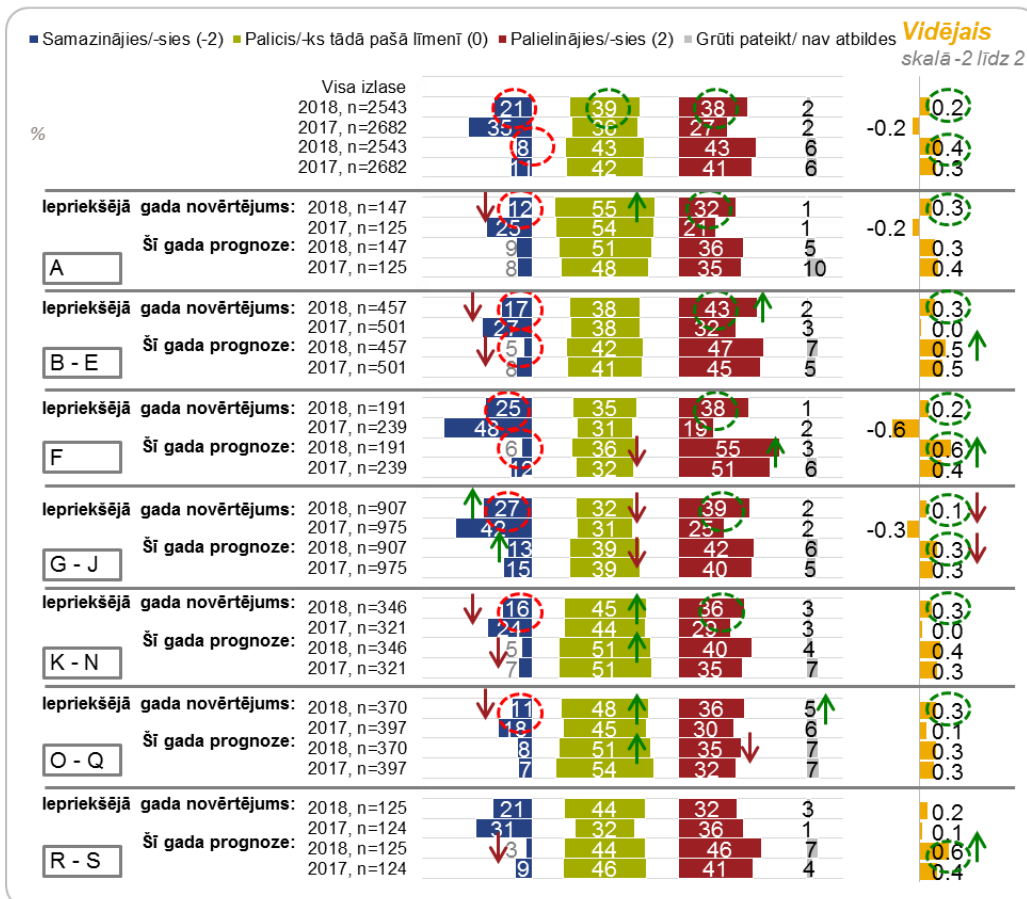 Samazinājies/-sies (-2) Palicis/-ks tādā pašā līmenī (0) Palielinājies/-sies (2) Grūti pateikt/ nav atbildes Vidējais
skalā -2 līdz 2
%
Visa izlase
2018, n=2543 21 39 38 2 0.2
2017, n=2682 35 36 27 2 -0.2
2018, n=2543 8 43 43 6 0.4
2017, n=2682 11 42 41 6 0.3
Iepriekšējā gada novērtējums: 2018, n=147 12 55 32 1 0.3
2017, n=125 25 54 21 1 -0.2
Šī gada prognoze: 2018, n=147 9 51 36 5 0.3
A 2017, n=125 8 48 35 10 0.4
Iepriekšējā gada novērtējums: 2018, n=457 17 38 43 2 0.3
2017, n=501 27 38 32 3 0.0
Šī gada prognoze: 2018, n=457 5 42 47 7 0.5
B - E 2017, n=501 8 41 45 5 0.5
Iepriekšējā gada novērtējums: 2018, n=191 25 35 38 1 0.2
2017, n=239 48 31 19 2 -0.6
Šī gada prognoze: 2018, n=191 6 36 55 3 0.6
F 2017, n=239 12 32 51 6 0.4
Iepriekšējā gada novērtējums: 2018, n=907 27 32 39 2 0.1
2017, n=975 42 31 25 2 -0.3
Šī gada prognoze: 2018, n=907 13 39 42 6 0.3
G - J 2017, n=975 15 39 40 5 0.3
Iepriekšējā gada novērtējums: 2018, n=346 16 45 36 3 0.3
2017, n=321 24 44 29 3 0.0
Šī gada prognoze: 2018, n=346 5 51 40 4 0.4
K - N 2017, n=321 7 51 35 7 0.3
Iepriekšējā gada novērtējums: 2018, n=370 11 48 36 5 0.3
2017, n=397 18 45 30 6 0.1
Šī gada prognoze: 2018, n=370 8 51 35 7 0.3
O - Q 2017, n=397 7 54 32 7 0.3
Iepriekšējā gada novērtējums: 2018, n=125 21 44 32 3 0.2
2017, n=124 31 32 36 1 0.1
Šī gada prognoze: 2018, n=125 3 44 46 7 0.6
R - S 2017, n=124 9 46 41 4 0.4